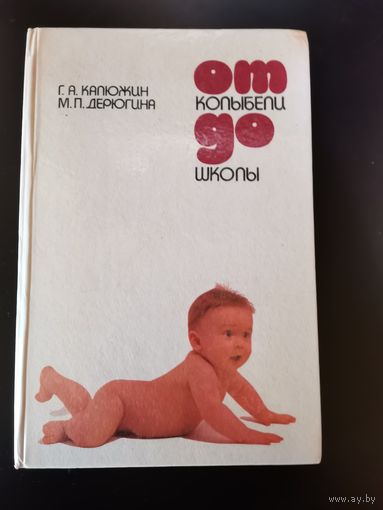 Г. А. КАЛЮЖИН
М. П. ДЕРЮГИНА
ОТ
КОЛЫБЕЛИ
ДО
ШКОЛЫ
www.ay.by